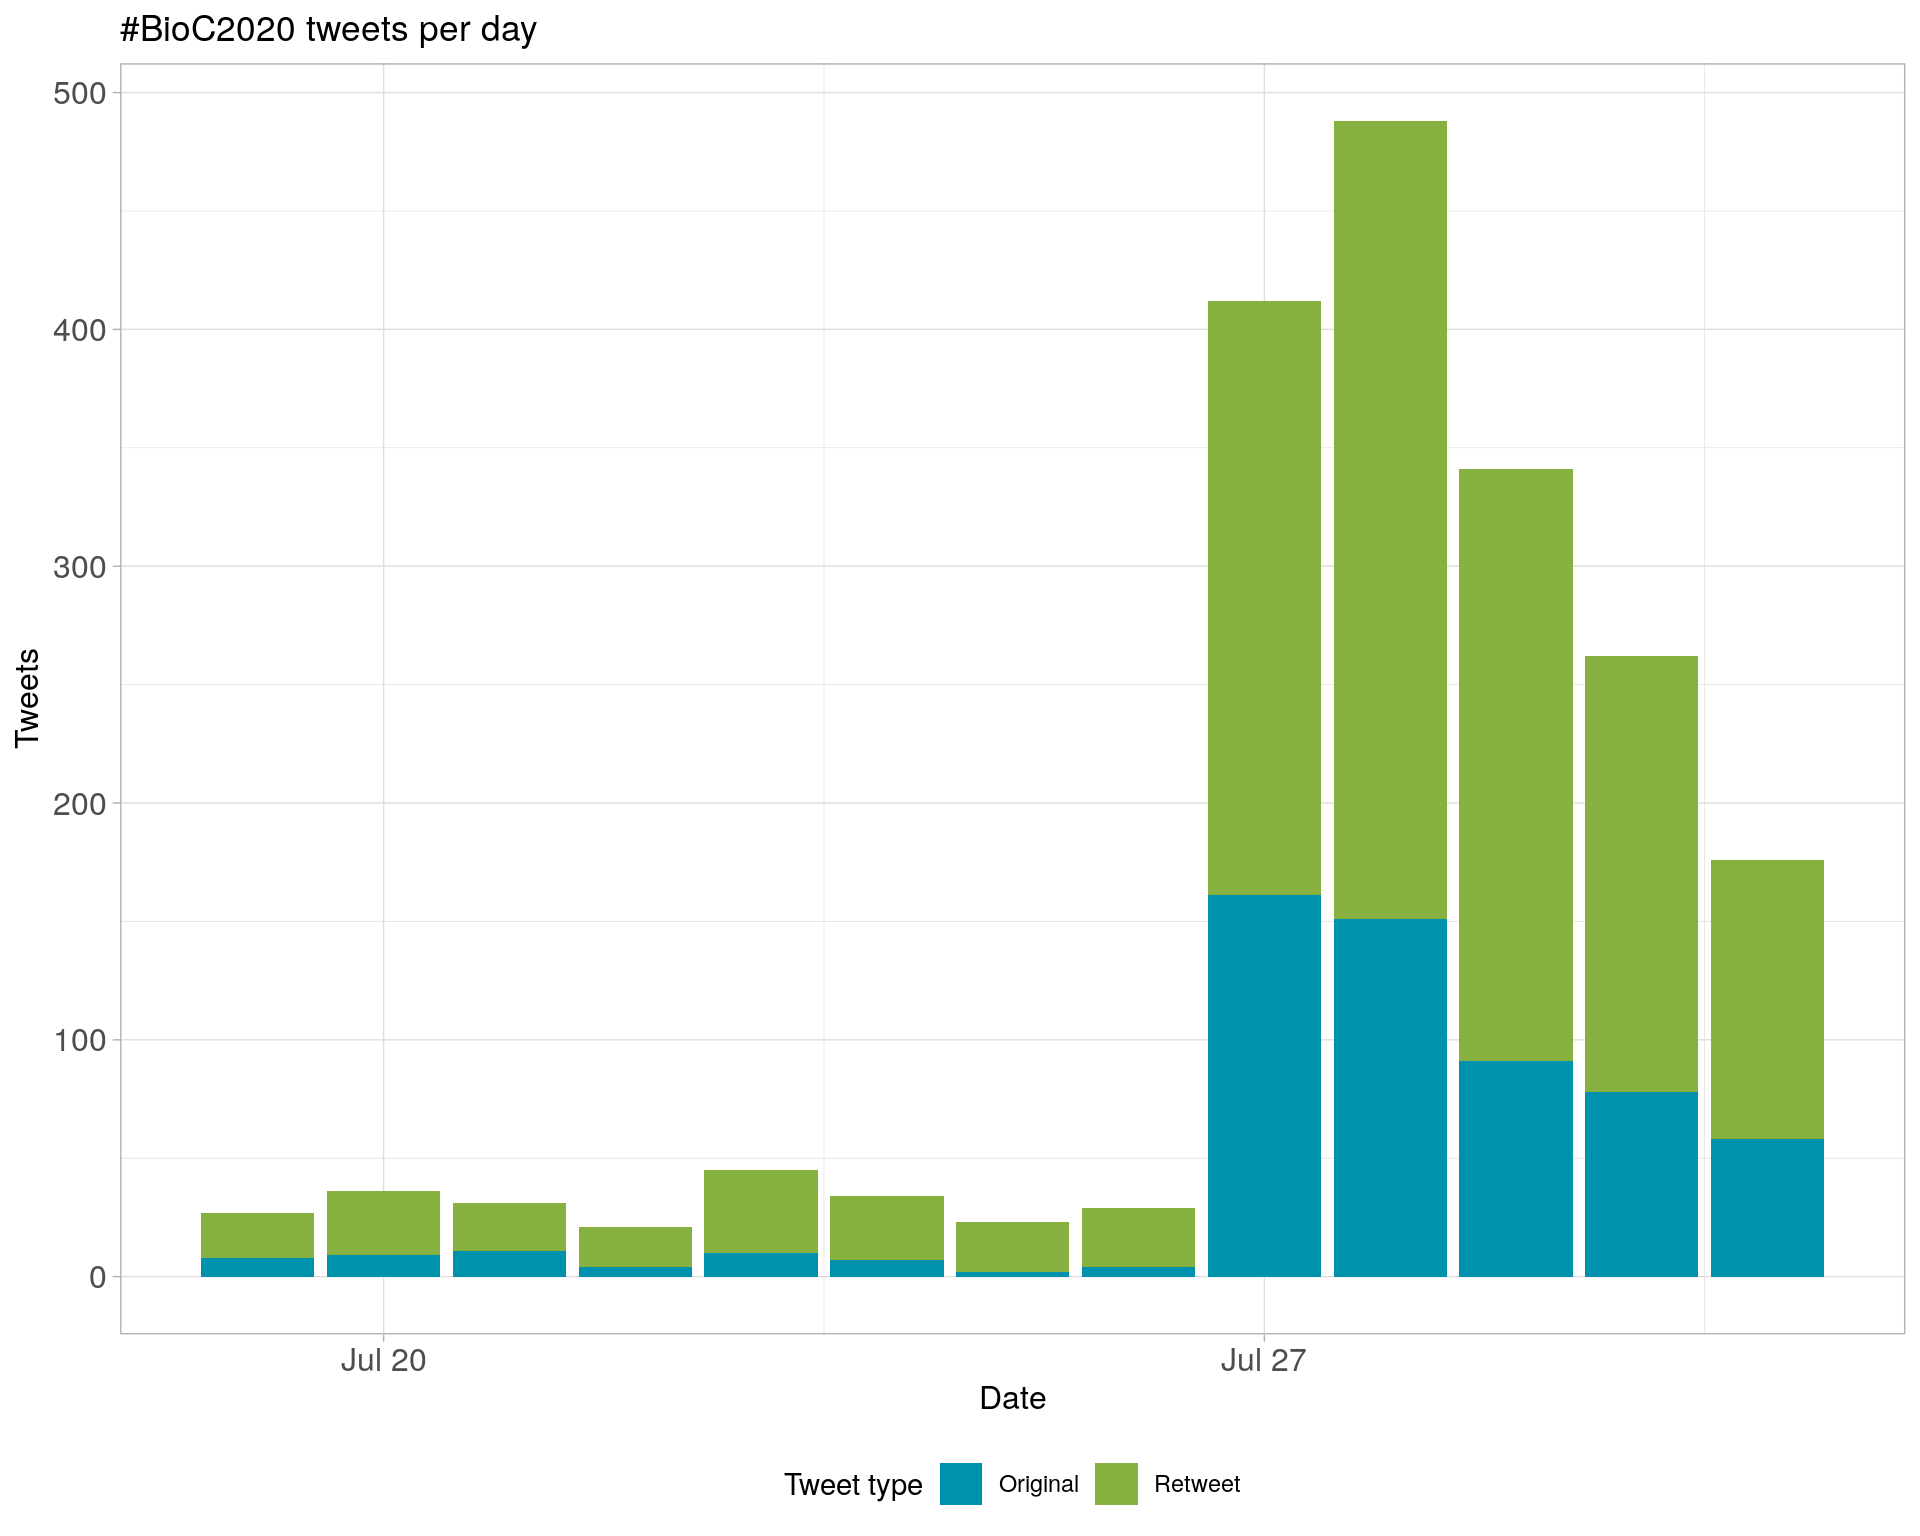 #BioC2020 tweets per day
500
400
300
200
100
0
Tweets
Jul 20
Jul 27
Date
Tweet type
Original
Retweet